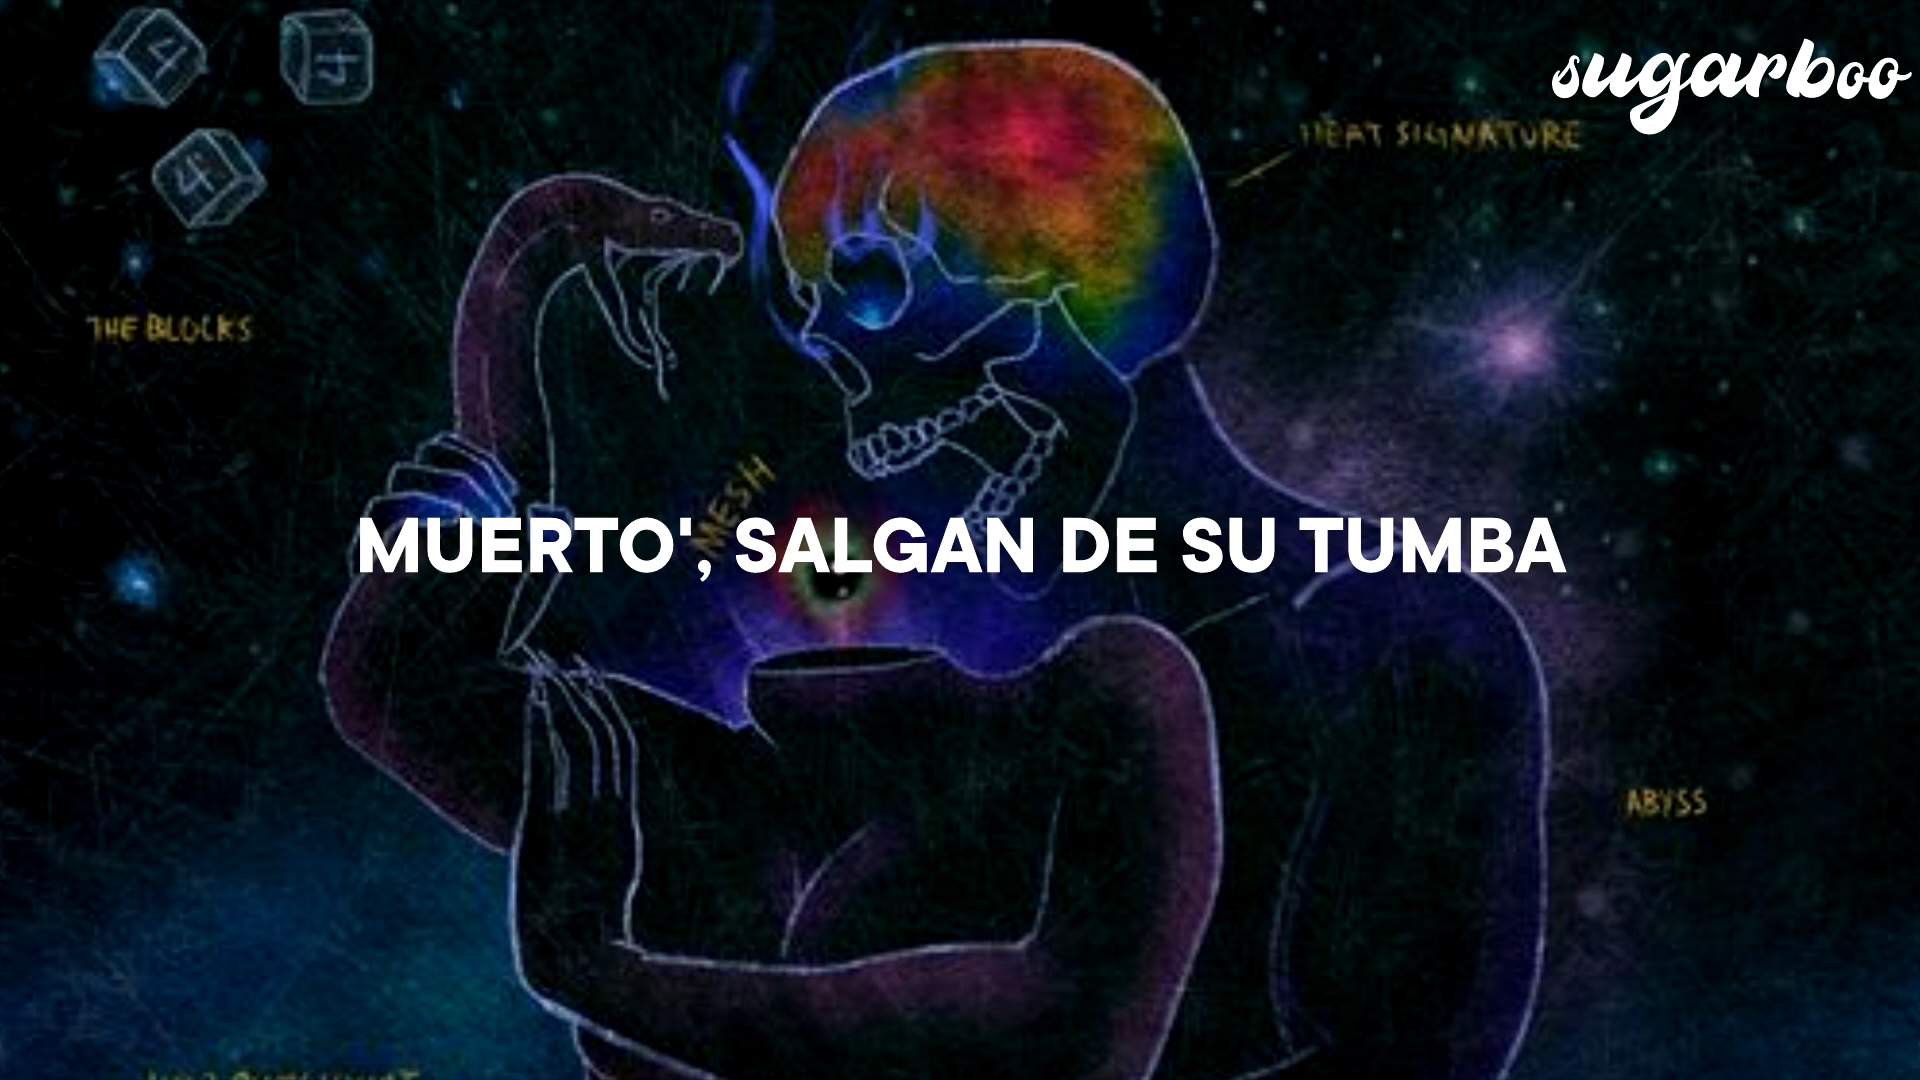 sugarboo
HEAT SIGNATURE
THE BLOCKS
MESH
MUERTO', SALGAN DE SU TUMBA
ABYSS